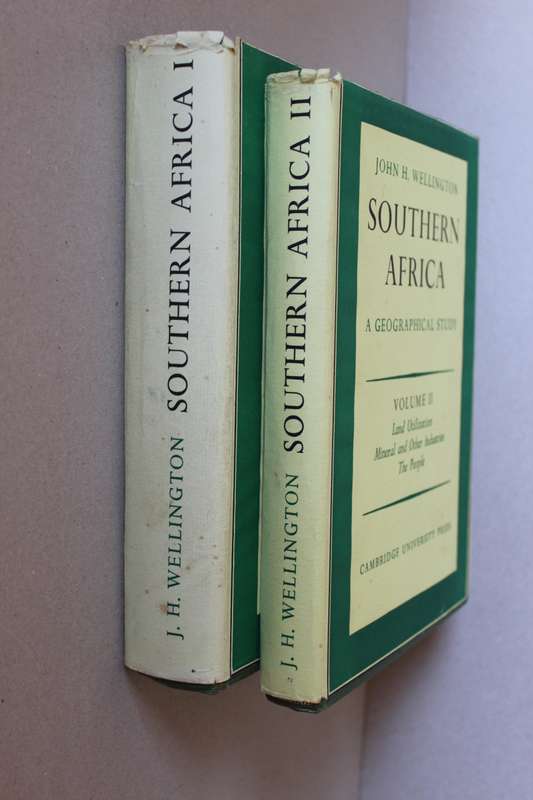 J. H. WELLINGTON SOUTHERN AFRICA I
J. H. WELLINGTON SOUTHERN AFRICA II
JOHN H. WELLINGTON
SOUTHERN
AFRICA
A GEOGRAPHICAL STUDY
VOLUME II
Land Utilization
Mineral and Other Industries
The People
CAMBRIDGE UNIVERSITY PRESS